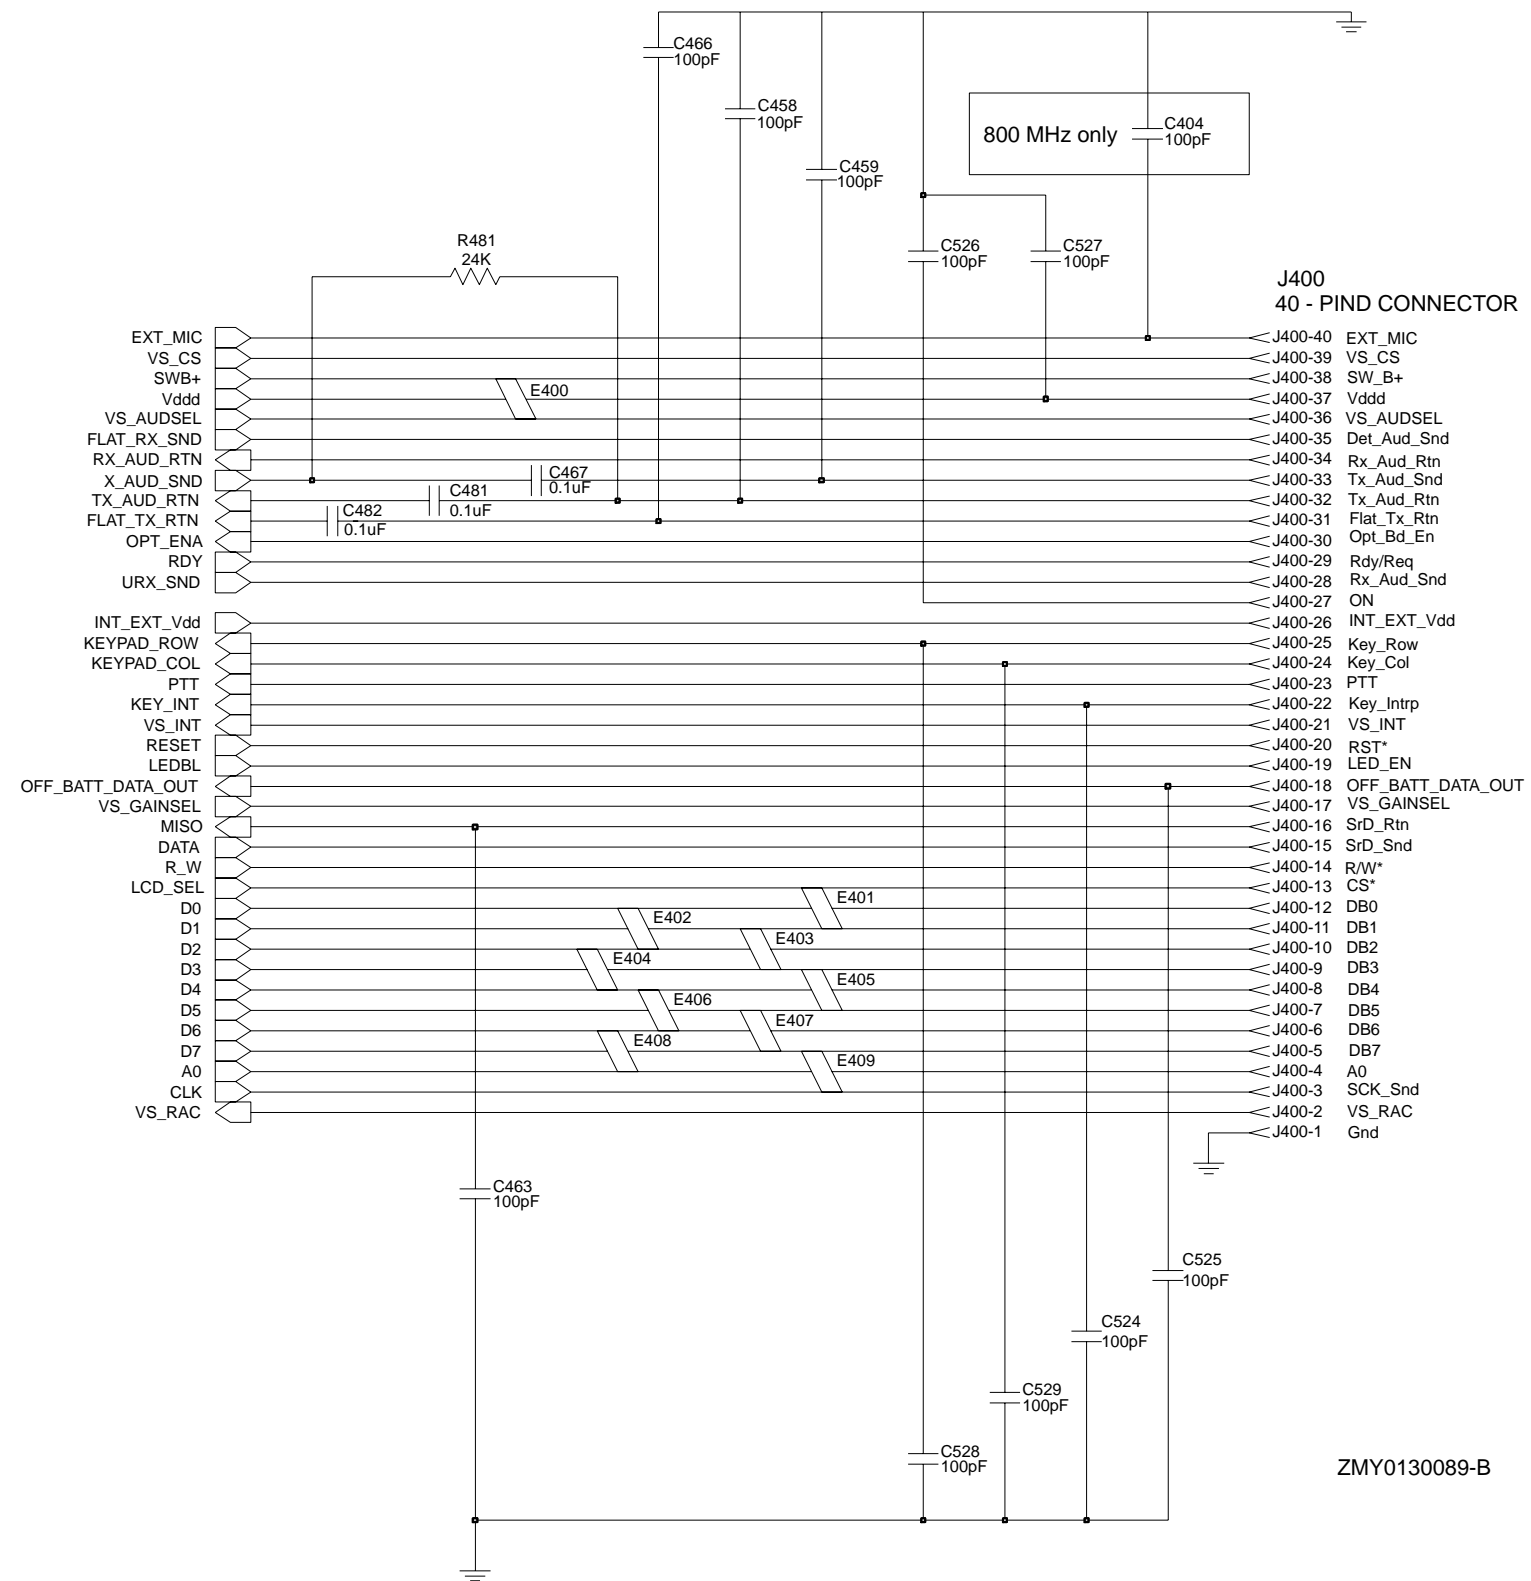 C466
100pF
C458
100pF
800 MHz only
C404
100pF
C459
100pF
R481
24K
C526
100pF
C527
100pF
J400
40 - PIND CONNECTOR
EXT_MIC J400-40 EXT_MIC
VS_CS J400-39 VS_CS
SWB+ J400-38 SW_B+
E400
Vddd J400-37 Vddd
VS_AUDSEL J400-36 VS_AUDSEL
FLAT_RX_SND J400-35 Det_Aud_Snd
RX_AUD_RTN J400-34 Rx_Aud_Rtn
C467
0.1uF
X_AUD_SND J400-33 Tx_Aud_Snd
C481
0.1uF
TX_AUD_RTN J400-32 Tx_Aud_Rtn
C482
0.1uF
FLAT_TX_RTN J400-31 Flat_Tx_Rtn
OPT_ENA J400-30 Opt_Bd_En
RDY J400-29 Rdy/Req
URX_SND J400-28 Rx_Aud_Snd
J400-27 ON
INT_EXT_Vdd J400-26 INT_EXT_Vdd
KEYPAD_ROW J400-25 Key_Row
KEYPAD_COL J400-24 Key_Col
PTT J400-23 PTT
KEY_INT J400-22 Key_Intrp
VS_INT J400-21 VS_INT
RESET J400-20 RST*
LEDBL J400-19 LED_EN
OFF_BATT_DATA_OUT J400-18 OFF_BATT_DATA_OUT
VS_GAINSEL J400-17 VS_GAINSEL
MISO J400-16 SrD_Rtn
DATA J400-15 SrD_Snd
R_W J400-14 R/W*
LCD_SEL J400-13 CS*
E401
D0 J400-12 DB0
E402
D1 J400-11 DB1
E403
D2 J400-10 DB2
E404
D3 J400-9 DB3
E405
D4 J400-8 DB4
E406
D5 J400-7 DB5
E407
D6 J400-6 DB6
E408
D7 J400-5 DB7
E409
A0 J400-4 A0
CLK J400-3 SCK_Snd
VS_RAC J400-2 VS_RAC
J400-1 Gnd
C463
100pF
C525
100pF
C524
100pF
C529
100pF
C528
100pF
ZMY0130089-B